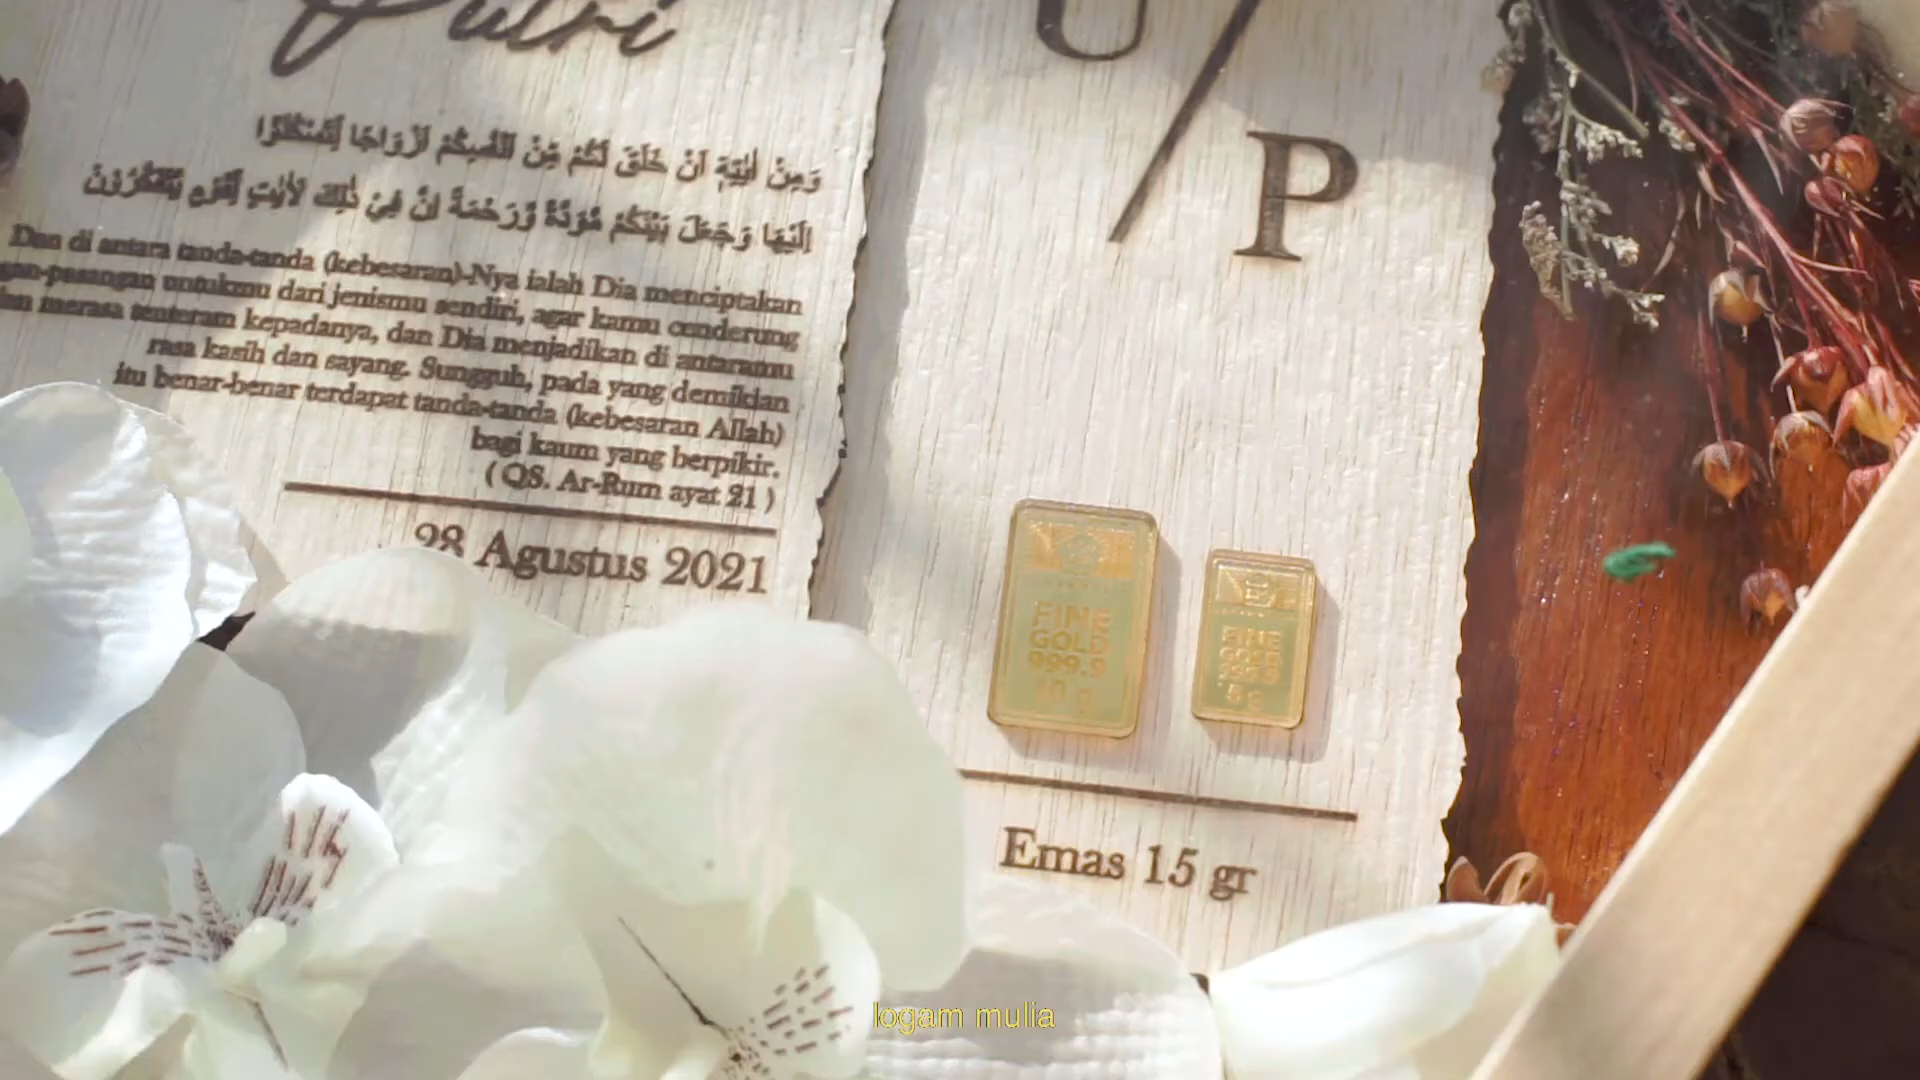 Putri
وَمِنْ اٰيٰتِهٖٓ اَنْ خَلَقَ لَكُمْ مِّنْ اَنْفُسِكُمْ اَزْوَاجًا لِّتَسْكُنُوْٓا
اِلَيْهَا وَجَعَلَ بَيْنَكُمْ مَّوَدَّةً وَّرَحْمَةً اِنَّ فِيْ ذٰلِكَ لَاٰيٰتٍ لِّقَوْمٍ يَّتَفَكَّرُوْنَ
Dan di antara tanda-tanda (kebesaran)-Nya ialah Dia menciptakan
gan-pasangan untukmu dari jenismu sendiri, agar kamu cenderung
dan merasa tenteram kepadanya, dan Dia menjadikan di antaramu
rasa kasih dan sayang. Sungguh, pada yang demikian
itu benar-benar terdapat tanda-tanda (kebesaran Allah)
bagi kaum yang berpikir.
( QS. Ar-Rum ayat 21 )
28 Agustus 2021
U/P
FINE
GOLD
999.9
10 g
FINE
GOLD
999.9
5 g
Emas 15 gr
logam mulia